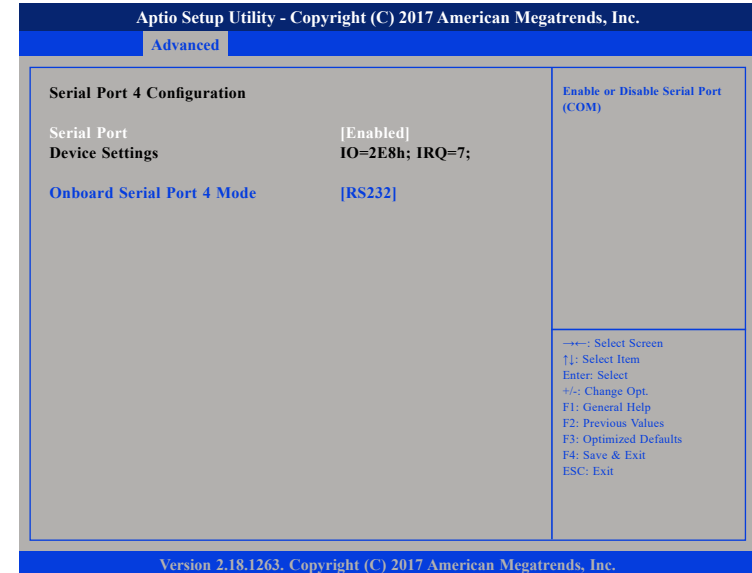 Aptio Setup Utility - Copyright (C) 2017 American Megatrends, Inc.
Advanced
Serial Port 4 Configuration
Serial Port [Enabled]
Device Settings IO=2E8h; IRQ=7;
Onboard Serial Port 4 Mode [RS232]
Enable or Disable Serial Port
(COM)
→←: Select Screen
↑↓: Select Item
Enter: Select
+/-: Change Opt.
F1: General Help
F2: Previous Values
F3: Optimized Defaults
F4: Save & Exit
ESC: Exit
Version 2.18.1263. Copyright (C) 2017 American Megatrends, Inc.